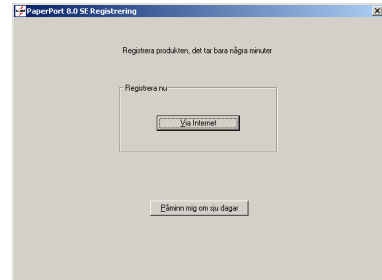 PaperPort 8.0 SE Registrering
Registrera produkten, det tar bara några minuter
Registrera nu
Via Internet
Påminn mig om sju dagar